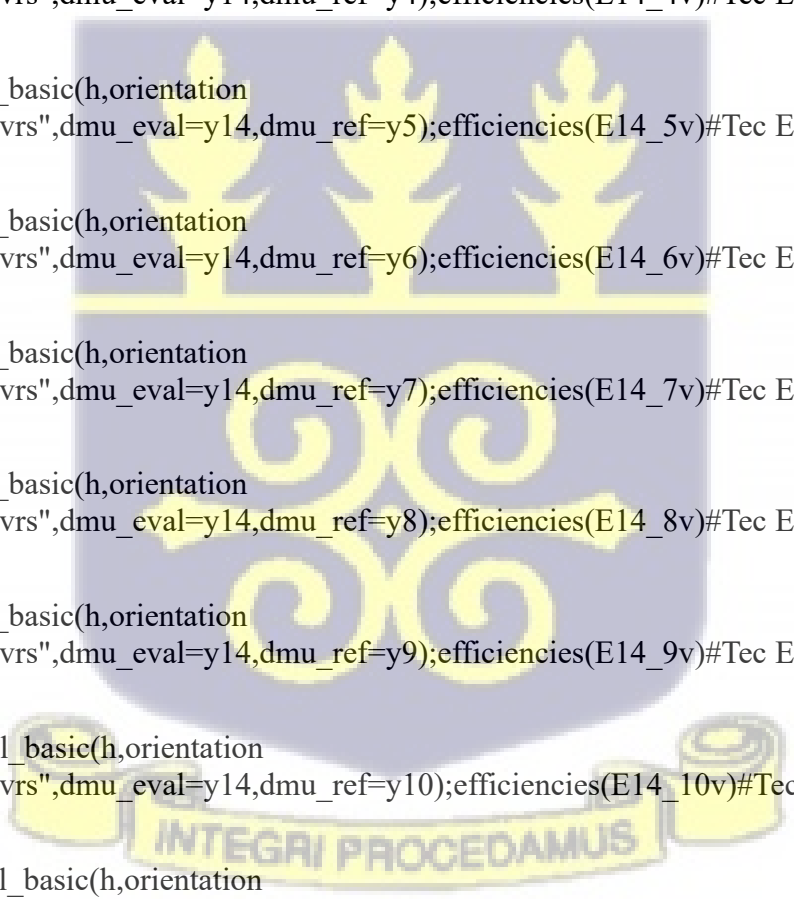 vrs",dmu_eval=y14,dmu_ref=y4);efficiencies(E14_4v)#Tec E
_basic(h,orientation
vrs",dmu_eval=y14,dmu_ref=y5);efficiencies(E14_5v)#Tec E
_basic(h,orientation
vrs",dmu_eval=y14,dmu_ref=y6);efficiencies(E14_6v)#Tec E
_basic(h,orientation
vrs",dmu_eval=y14,dmu_ref=y7);efficiencies(E14_7v)#Tec E
_basic(h,orientation
vrs",dmu_eval=y14,dmu_ref=y8);efficiencies(E14_8v)#Tec E
_basic(h,orientation
vrs",dmu_eval=y14,dmu_ref=y9);efficiencies(E14_9v)#Tec E
l_basic(h,orientation
vrs",dmu_eval=y14,dmu_ref=y10);efficiencies(E14_10v)#Tec
INTEGRI PROCEDAMUS
l_basic(h,orientation